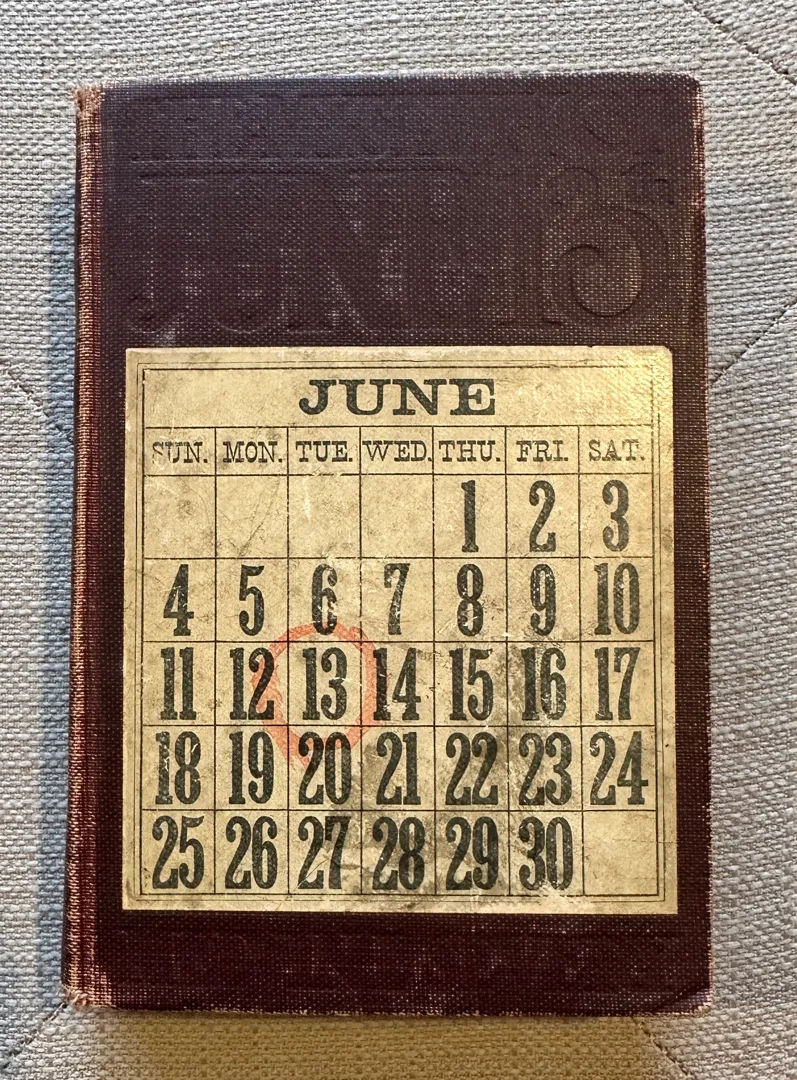 JUNE 13TH
JUNE
SUN. MON. TUE. WED. THU. FRI. SAT.
1 2 3
4 5 6 7 8 9 10
11 12 13 14 15 16 17
18 19 20 21 22 23 24
25 26 27 28 29 30